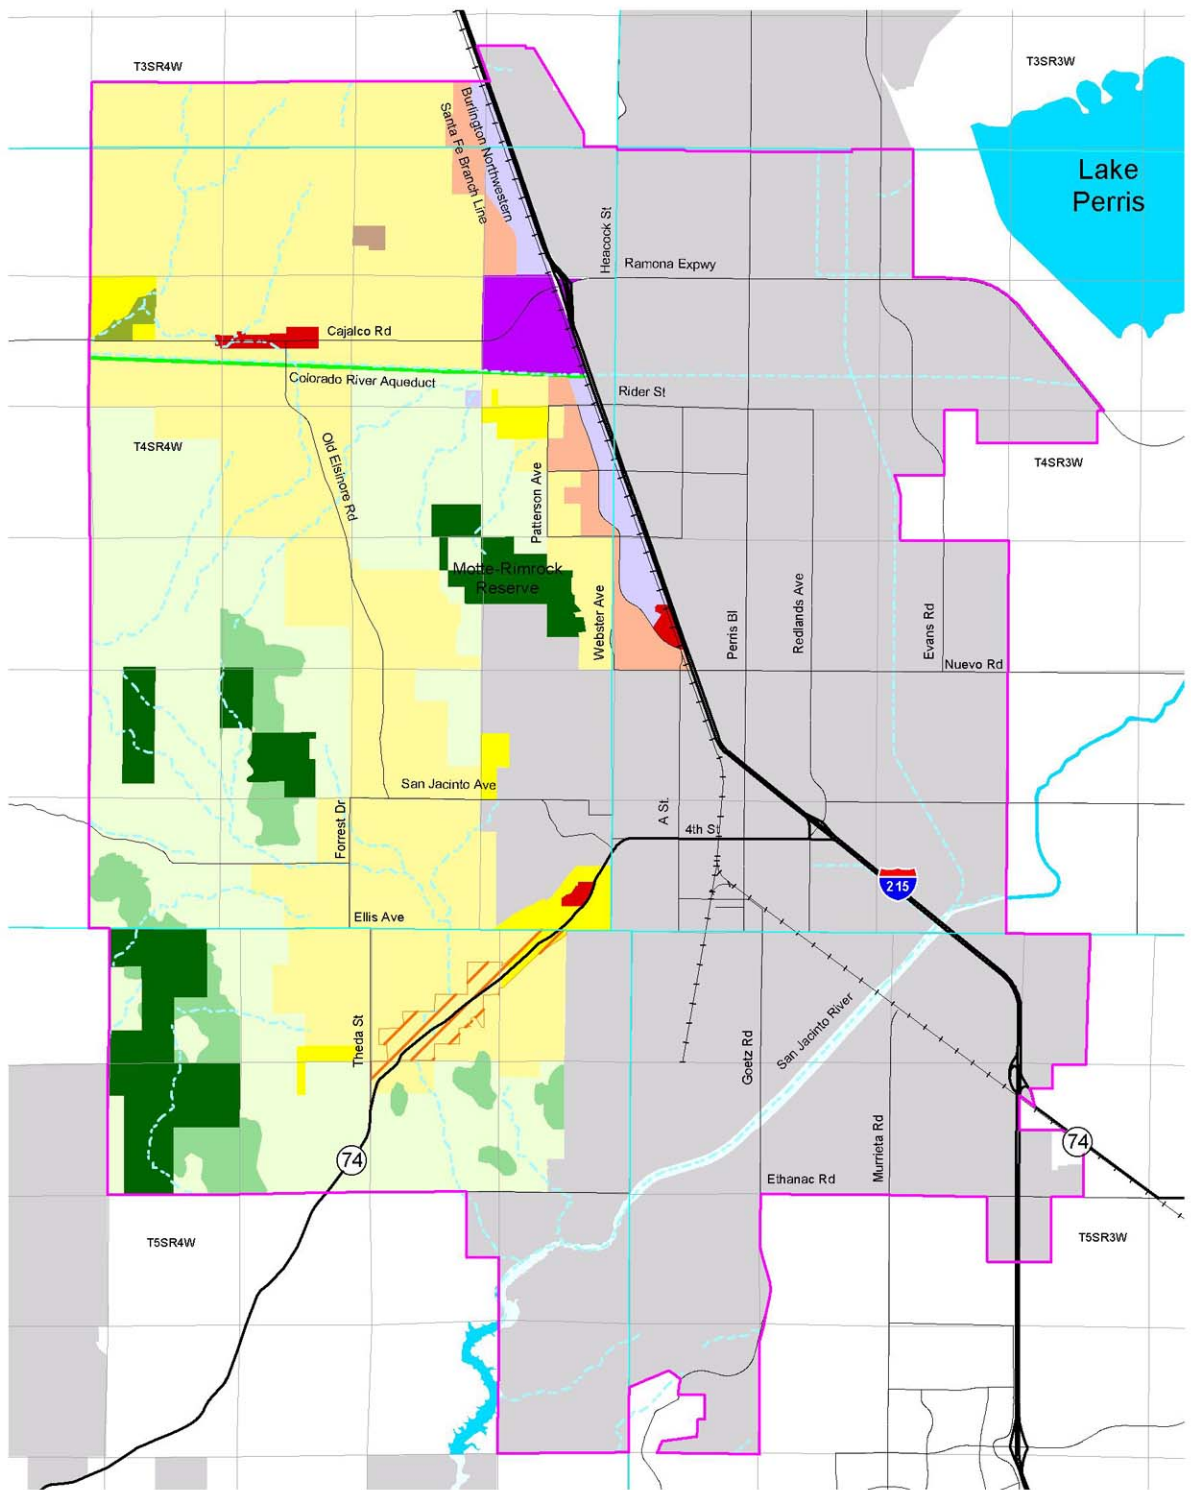 T3SR4W
T3SR3W
Burlington Northwestern
Santa Fe Branch Line
Lake
Perris
Heacock St
Ramona Expwy
Cajalco Rd
Colorado River Aqueduct
Rider St
Old Elsinore Rd
T4SR4W
T4SR3W
Patterson Ave
Motte-Rimrock
Reserve
Webster Ave
Perris Bl
Redlands Ave
Evans Rd
Nuevo Rd
San Jacinto Ave
Forrest Dr
A St.
4th St
215
Ellis Ave
Theda St
San Jacinto River
Goetz Rd
Murrieta Rd
74
74
Ethanac Rd
T5SR4W
T5SR3W